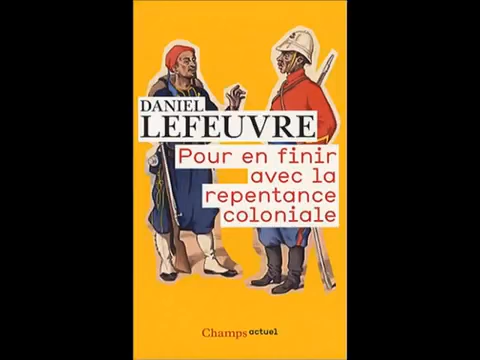 DANIEL
LEFEUVRE
Pour en finir
avec la
repentance
coloniale
Champs actuel